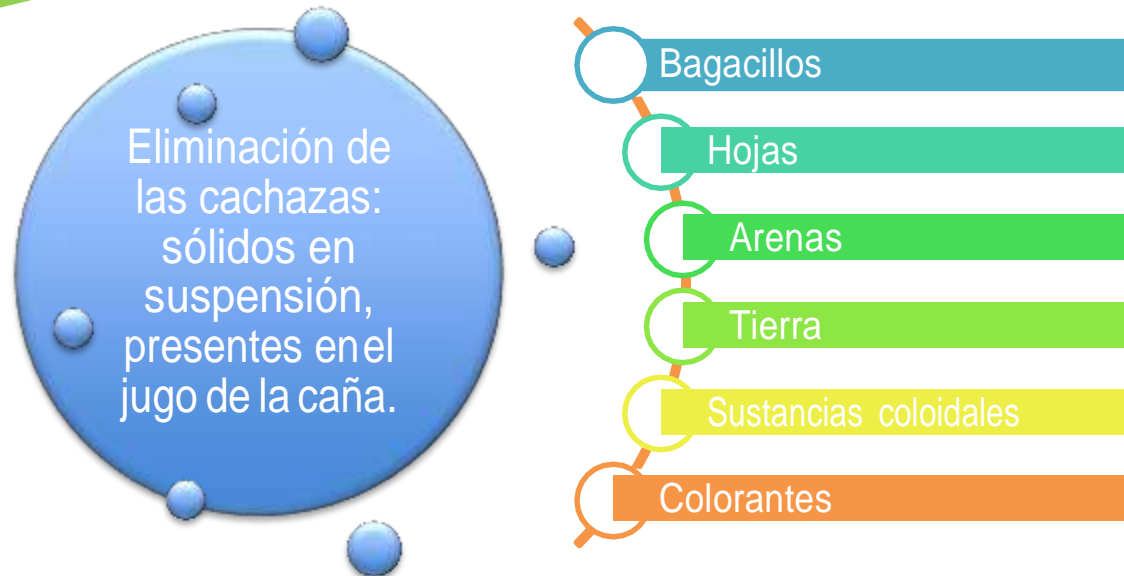 Eliminación de
las cachazas:
sólidos en
suspensión,
presentes en el
jugo de la caña.
Bagacillos
Hojas
Arenas
Tierra
Sustancias coloidales
Colorantes